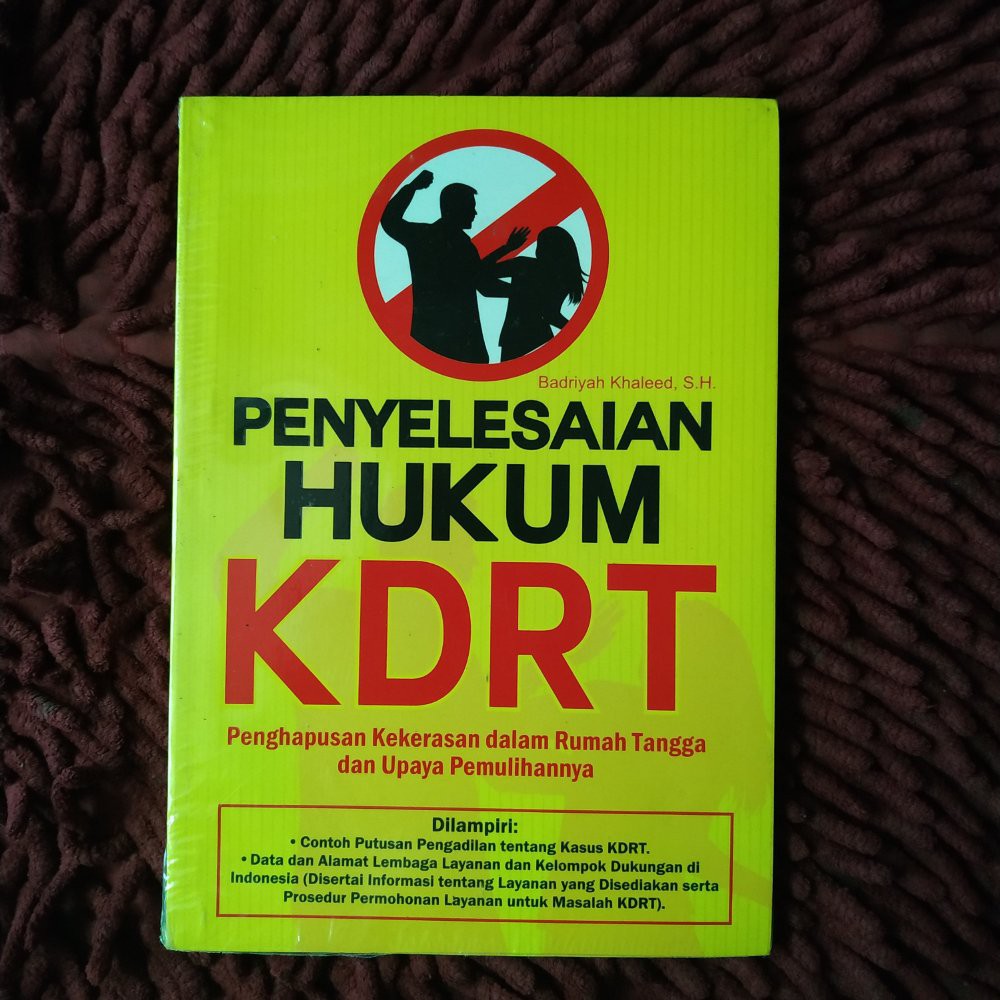 Badriyah Khaleed, S.H.
PENYELESAIAN
HUKUM
KDRT
Penghapusan Kekerasan dalam Rumah Tangga
dan Upaya Pemulihannya
Dilampiri:
• Contoh Putusan Pengadilan tentang Kasus KDRT.
• Data dan Alamat Lembaga Layanan dan Kelompok Dukungan di
Indonesia (Disertai Informasi tentang Layanan yang Disediakan serta
Prosedur Permohonan Layanan untuk Masalah KDRT).